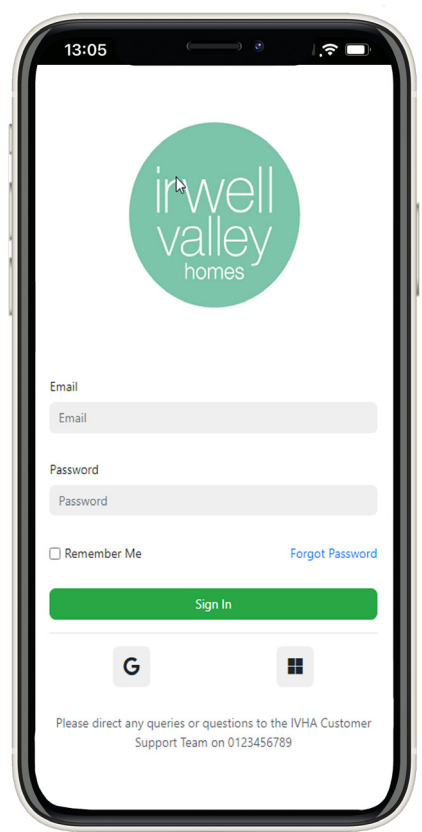 13:05
irwell
valley
homes
Email
Email
Password
Password
Remember Me Forgot Password
Sign In
G
Please direct any queries or questions to the IVHA Customer
Support Team on 0123456789